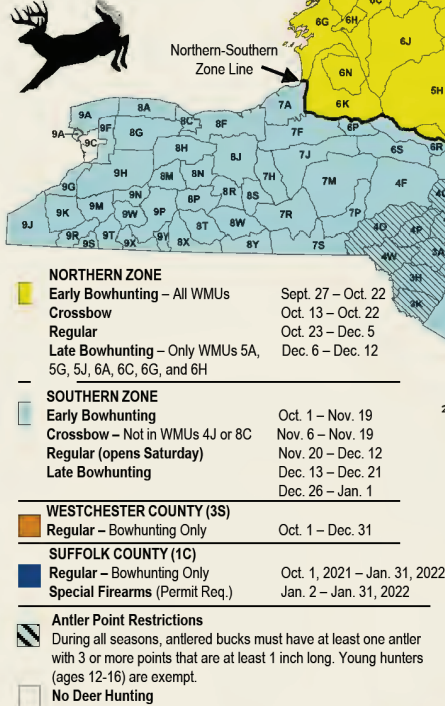 6C
6G 6H
6J
Northern-Southern
Zone Line
6N
5H
6K
9A 8A 7A
9A 9F 8C 8F 6P
9C 8G 7F
8H 6S 6R
8J 7J
9H 8M 8N 7H 7M 4F
9G 9N 8P 8R 8S
9K 9M 9W 9P 7R 7P
9J 8T 8W 4O 4P
9R 9S 9T 9X 9Y 8X 8Y 7S 4W 3A
3H
3K
NORTHERN ZONE
Early Bowhunting – All WMUs Sept. 27 – Oct. 22
Crossbow Oct. 13 – Oct. 22
Regular Oct. 23 – Dec. 5
Late Bowhunting – Only WMUs 5A, Dec. 6 – Dec. 12
5G, 5J, 6A, 6C, 6G, and 6H
SOUTHERN ZONE
Early Bowhunting Oct. 1 – Nov. 19
Crossbow – Not in WMUs 4J or 8C Nov. 6 – Nov. 19
Regular (opens Saturday) Nov. 20 – Dec. 12
Late Bowhunting Dec. 13 – Dec. 21
Dec. 26 – Jan. 1
WESTCHESTER COUNTY (3S)
Regular – Bowhunting Only Oct. 1 – Dec. 31
SUFFOLK COUNTY (1C)
Regular – Bowhunting Only Oct. 1, 2021 – Jan. 31, 2022
Special Firearms (Permit Req.) Jan. 2 – Jan. 31, 2022
Antler Point Restrictions
During all seasons, antlered bucks must have at least one antler
with 3 or more points that are at least 1 inch long. Young hunters
(ages 12-16) are exempt.
No Deer Hunting